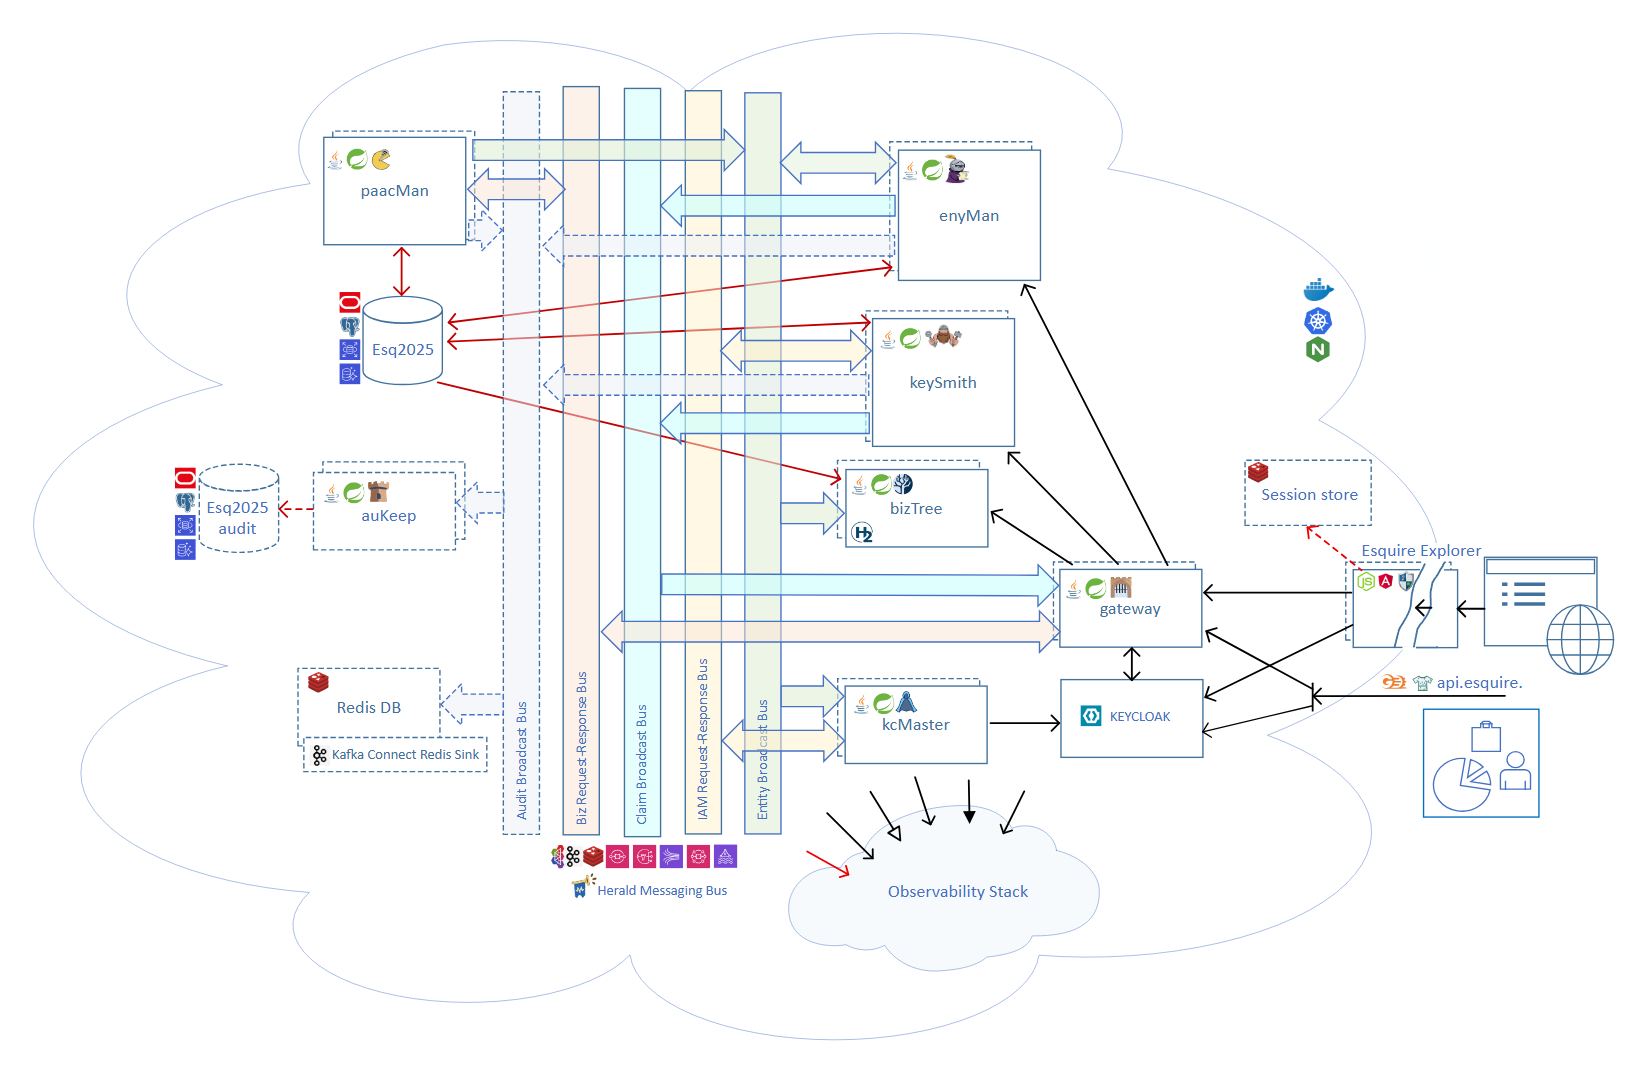 paacMan
enyMan
Esq2025
keySmith
N
Esq2025
audit
auKeep
bizTree
H2
Session store
Esquire Explorer
JS
A
gateway
Redis DB
Kafka Connect Redis Sink
kcMaster
KEYCLOAK
api.esquire.
Audit Broadcast Bus
Biz Request-Response Bus
Claim Broadcast Bus
IAM Request-Response Bus
Entity Broadcast Bus
Herald Messaging Bus
Observability Stack